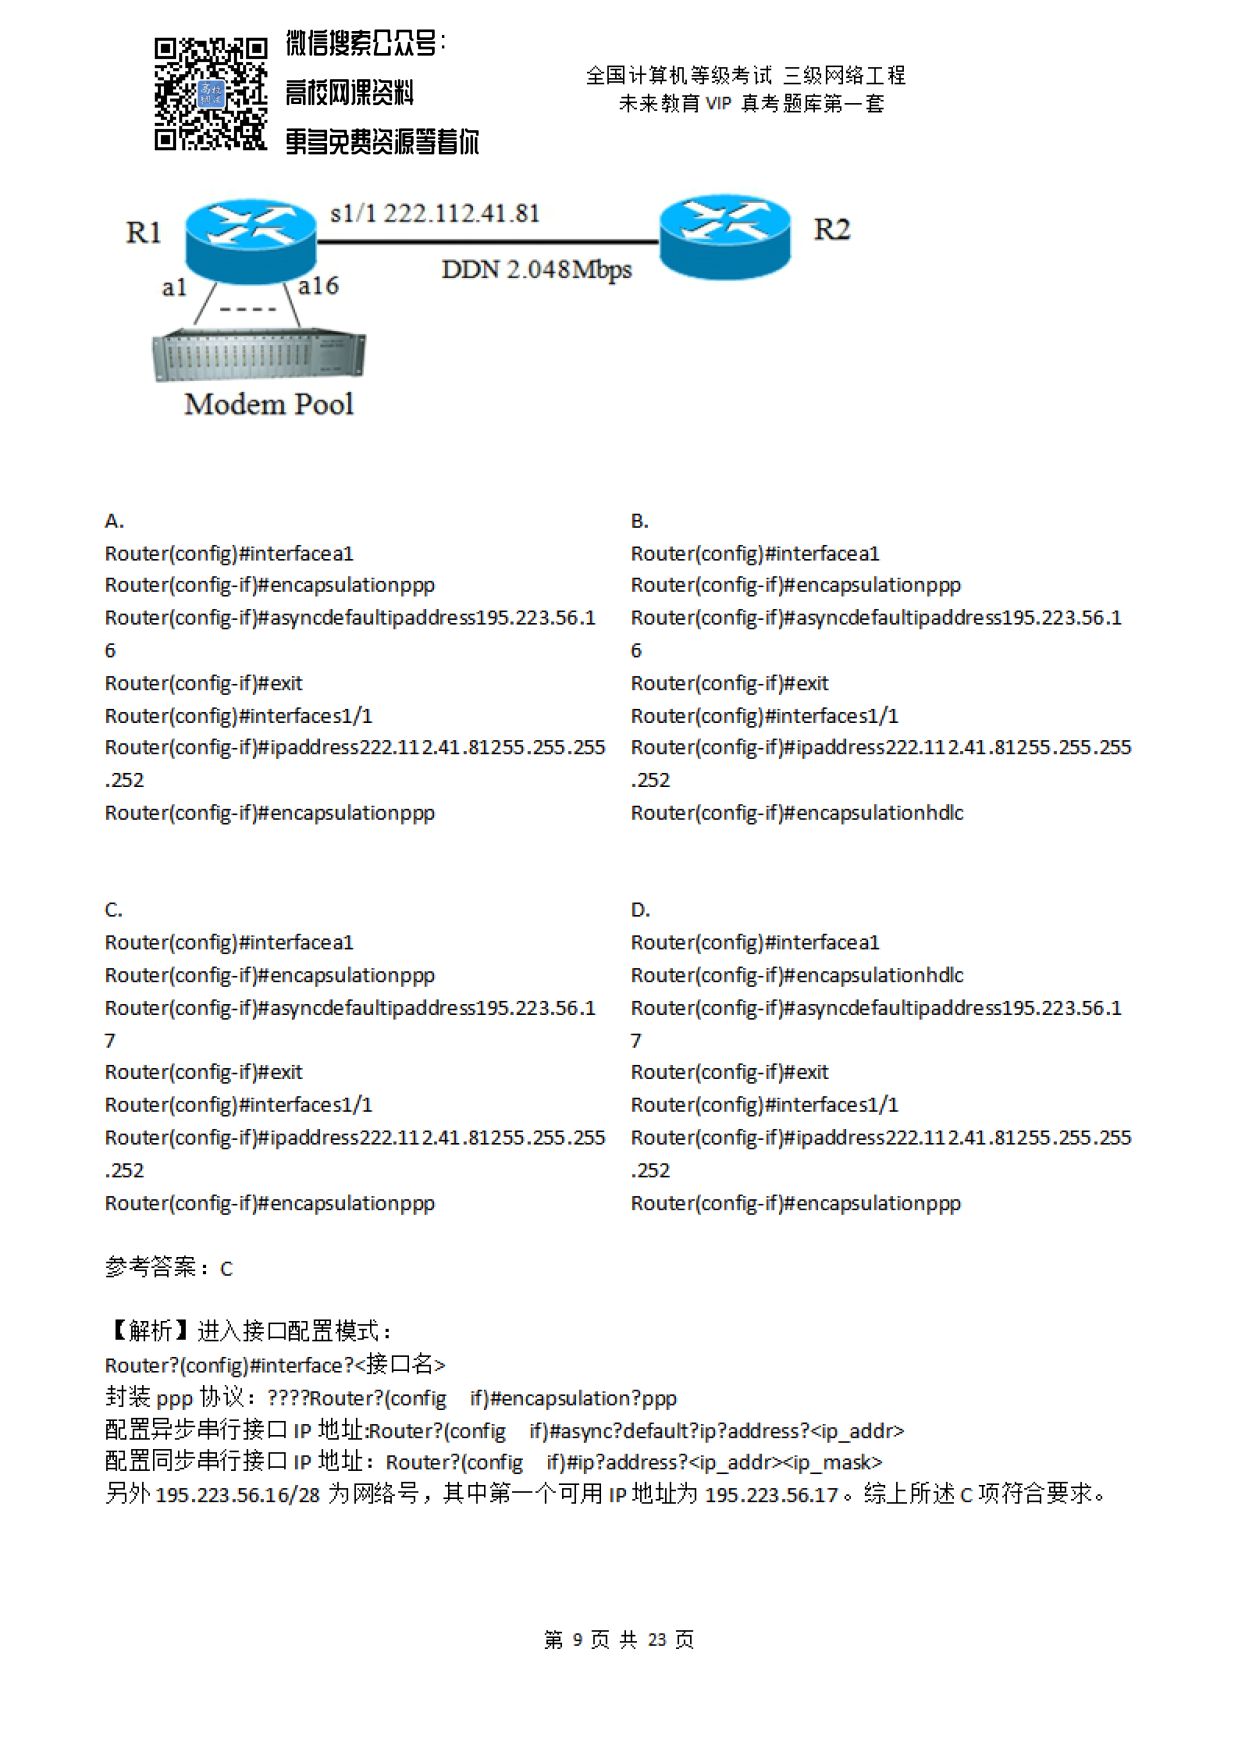 微信搜索公众号：
高校网课资料
更多免费资源等着你
全国计算机等级考试 三级网络工程
未来教育 VIP 真考题库第一套
R1
s1/1 222.112.41.81
R2
DDN 2.048Mbps
a1
a16
Modem Pool
A.
Router(config)#interfacea1
Router(config-if)#encapsulationppp
Router(config-if)#asyncdefaultipaddress195.223.56.1
6
Router(config-if)#exit
Router(config)#interfaces1/1
Router(config-if)#ipaddress222.112.41.81255.255.255
.252
Router(config-if)#encapsulationppp
B.
Router(config)#interfacea1
Router(config-if)#encapsulationppp
Router(config-if)#asyncdefaultipaddress195.223.56.1
6
Router(config-if)#exit
Router(config)#interfaces1/1
Router(config-if)#ipaddress222.112.41.81255.255.255
.252
Router(config-if)#encapsulationhdlc
C.
Router(config)#interfacea1
Router(config-if)#encapsulationppp
Router(config-if)#asyncdefaultipaddress195.223.56.1
7
Router(config-if)#exit
Router(config)#interfaces1/1
Router(config-if)#ipaddress222.112.41.81255.255.255
.252
Router(config-if)#encapsulationppp
D.
Router(config)#interfacea1
Router(config-if)#encapsulationhdlc
Router(config-if)#asyncdefaultipaddress195.223.56.1
7
Router(config-if)#exit
Router(config)#interfaces1/1
Router(config-if)#ipaddress222.112.41.81255.255.255
.252
Router(config-if)#encapsulationppp
参考答案：C
【解析】进入接口配置模式：
Router?(config)#interface?<接口名>
封装 ppp 协议：????Router?(config if)#encapsulation?ppp
配置异步串行接口 IP 地址:Router?(config if)#async?default?ip?address?<ip_addr>
配置同步串行接口 IP 地址：Router?(config if)#ip?address?<ip_addr><ip_mask>
另外 195.223.56.16/28 为网络号，其中第一个可用 IP 地址为 195.223.56.17。综上所述 C 项符合要求。
第 9 页 共 23 页